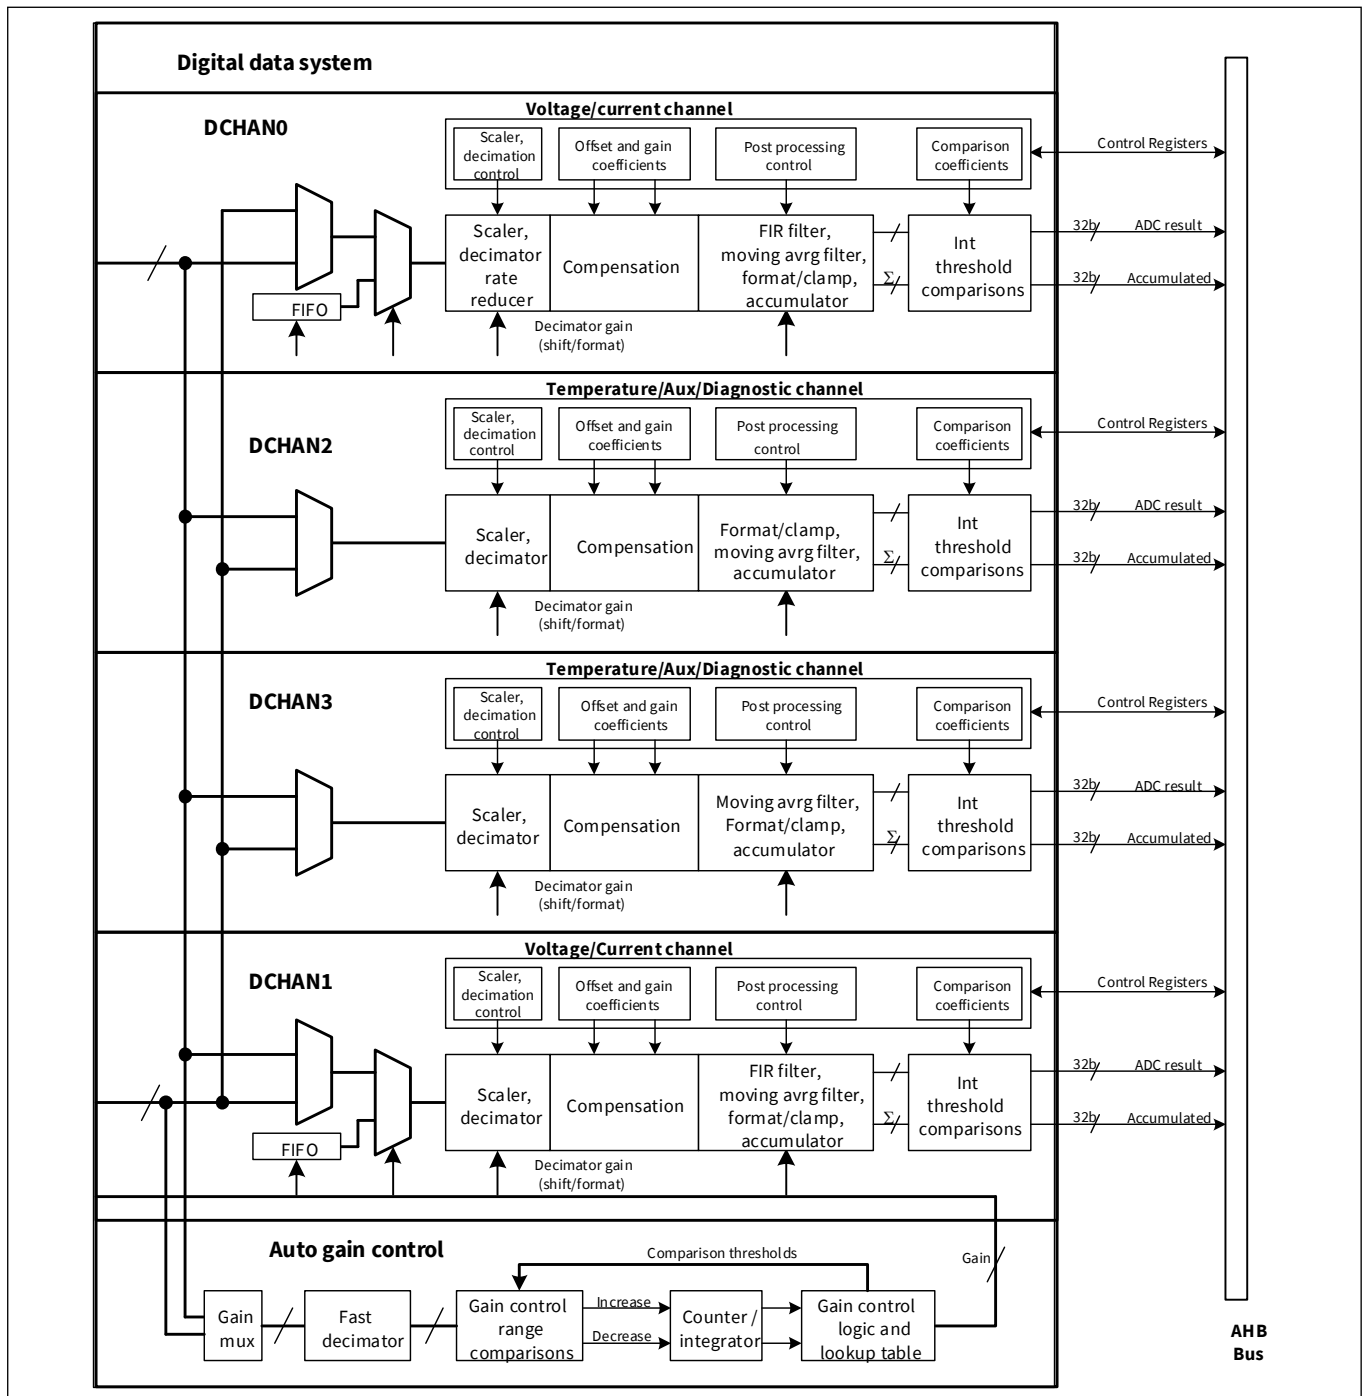 Digital data system
Voltage/current channel
DCHAN0
Scaler,
decimation
control
Offset and gain
coefficients
Post processing
control
Comparison
coefficients
Control Registers
Scaler,
decimator
rate
reducer
Compensation
FIR filter,
moving avrg filter,
format/clamp,
accumulator
Σ
Int
threshold
comparisons
32b
ADC result
32b
Accumulated
FIFO
Decimator gain
(shift/format)
Temperature/Aux/Diagnostic channel
DCHAN2
Scaler,
decimation
control
Offset and gain
coefficients
Post processing
control
Comparison
coefficients
Control Registers
Scaler,
decimator
Compensation
Format/clamp,
moving avrg filter,
accumulator
Σ
Int
threshold
comparisons
32b
ADC result
32b
Accumulated
Decimator gain
(shift/format)
Temperature/Aux/Diagnostic channel
DCHAN3
Scaler,
decimation
control
Offset and gain
coefficients
Post processing
control
Comparison
coefficients
Control Registers
Scaler,
decimator
Compensation
Moving avrg filter,
Format/clamp,
accumulator
Σ
Int
threshold
comparisons
32b
ADC result
32b
Accumulated
Decimator gain
(shift/format)
Voltage/Current channel
DCHAN1
Scaler,
decimation
control
Offset and gain
coefficients
Post processing
control
Comparison
coefficients
Control Registers
Scaler,
decimator
Compensation
FIR filter,
moving avrg filter,
format/clamp,
accumulator
Σ
Int
threshold
comparisons
32b
ADC result
32b
Accumulated
FIFO
Decimator gain
(shift/format)
Auto gain control
Comparison thresholds
Gain
Gain
mux
Fast
decimator
Gain control
range
comparisons
Increase
Decrease
Counter /
integrator
Gain control
logic and
lookup table
AHB
Bus